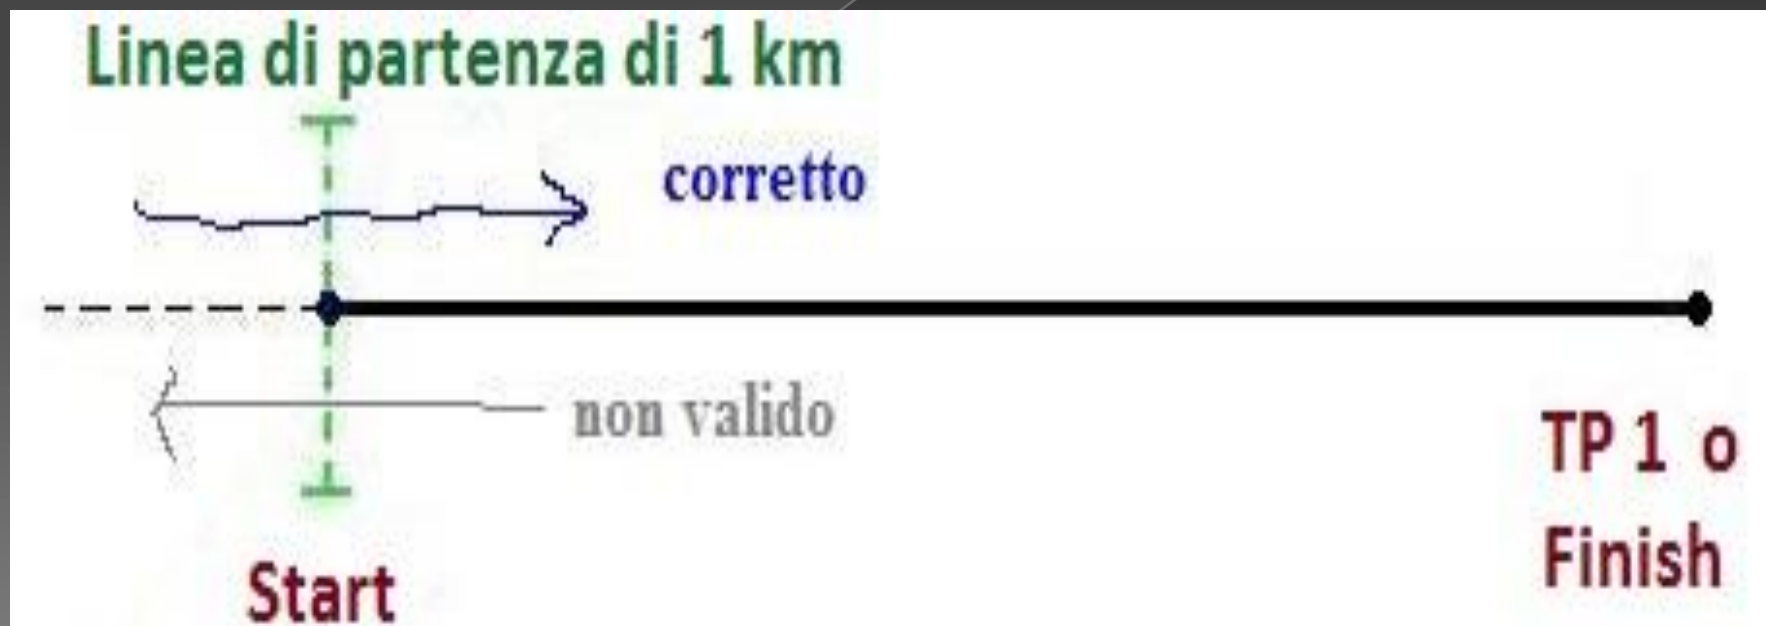 Linea di partenza di 1 km
corretto
non valido
TP 1 o
Finish
Start